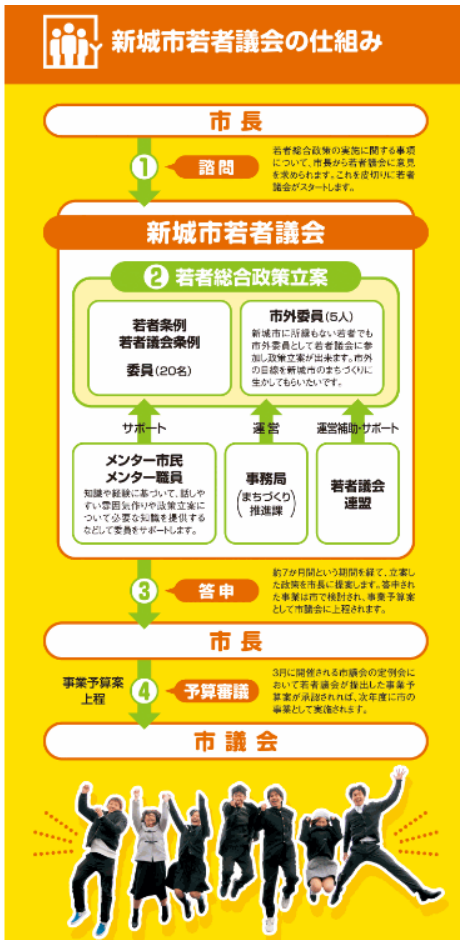 新城市若者議会の仕組み
市長
1
諮問
若者総合政策の実施に関する事項
について、市長から若者議会に意見
を求められます。これを皮切りに若者
議会がスタートします。
新城市若者議会
2 若者総合政策立案
若者条例
若者議会条例
委員(20名)
市外委員(5人)
新城市に所縁もない若者でも
市外委員として若者議会に参
加し政策立案が出来ます。市外
の目線を新城市のまちづくりに
生かしてもらいたいです。
サポート
運営
運営補助・サポート
メンター市民
メンター職員
知識や経験に基づいて、話しや
すい雰囲気作りや政策立案に
ついて必要な知識を提供する
などして委員をサポートします。
事務局
(まちづくり
推進課)
若者議会
連盟
3
答申
約7か月間という期間を経て、立案し
た政策を市長に提案します。答申され
た事業は市で検討され、事業予算案
として市議会に上程されます。
市長
事業予算案
上程
4
予算審議
3月に開催される市議会の定例会に
おいて若者議会が提出した事業予
算案が承認されれば、次年度に市の
事業として実施されます。
市議会